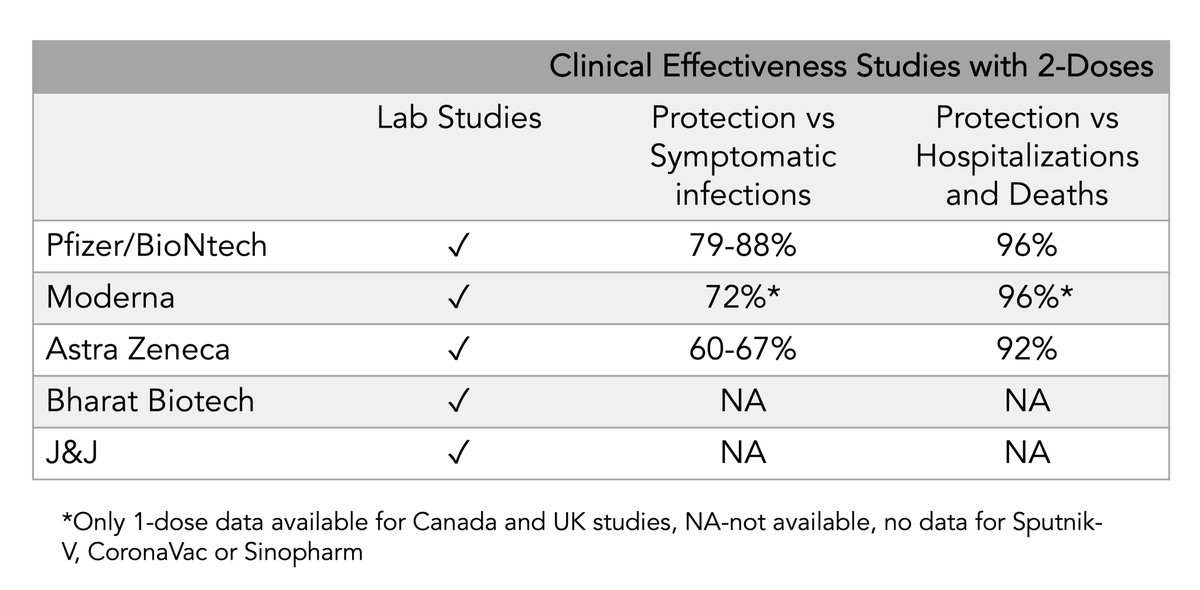 Clinical Effectiveness Studies with 2-Doses
Lab Studies
Protection vs
Symptomatic
infections
Protection vs
Hospitalizations
and Deaths
Pfizer/BioNtech ✓ 79-88% 96%
Moderna ✓ 72%* 96%*
Astra Zeneca ✓ 60-67% 92%
Bharat Biotech ✓ NA NA
J&J ✓ NA NA
*Only 1-dose data available for Canada and UK studies, NA-not available, no data for Sputnik-
V, CoronaVac or Sinopharm